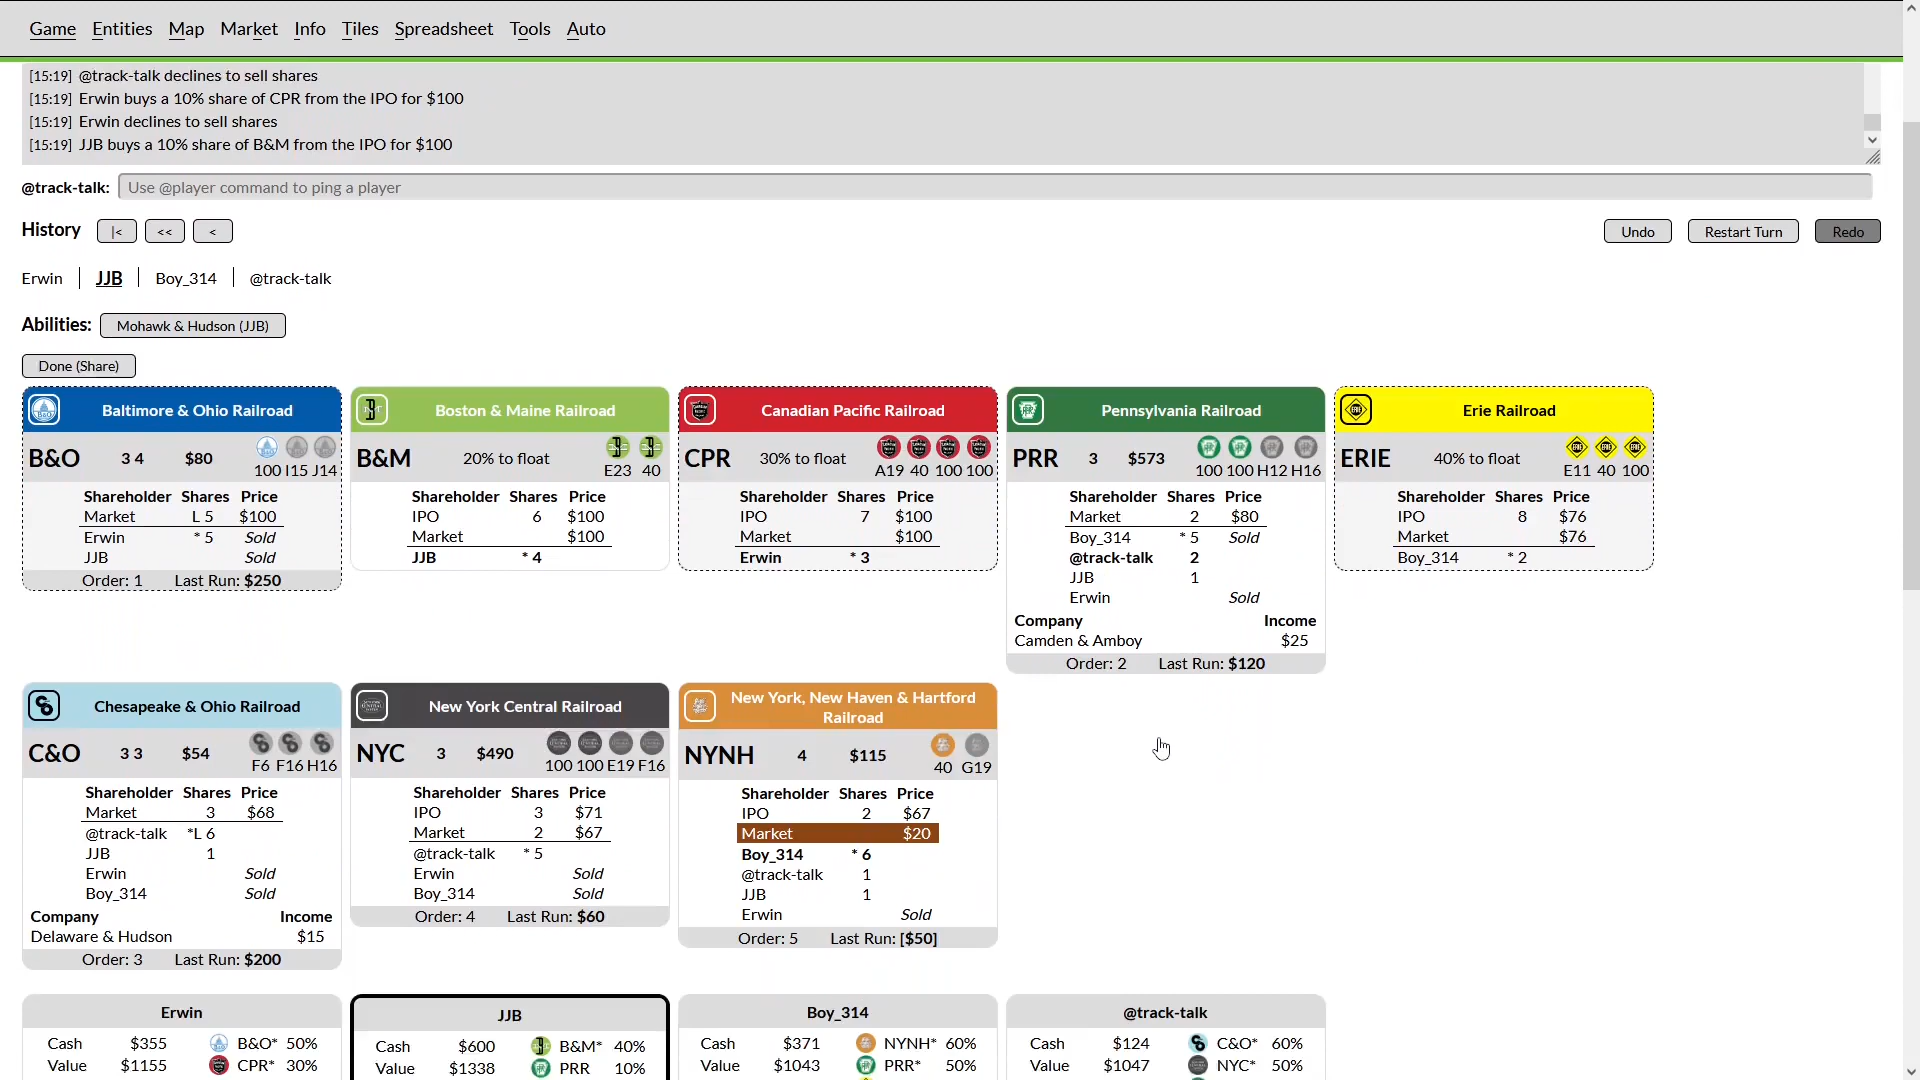 Game Entities Map Market Info Tiles Spreadsheet Tools Auto
[15:19] @track-talk declines to sell shares
[15:19] Erwin buys a 10% share of CPR from the IPO for $100
[15:19] Erwin declines to sell shares
[15:19] JJB buys a 10% share of B&M from the IPO for $100
@track-talk: Use @player command to ping a player
History |< << < Undo Restart Turn Redo
Erwin JJB Boy_314 @track-talk
Abilities: Mohawk & Hudson (JJB)
Done (Share)
Baltimore & Ohio Railroad
B&O 3 4 $80 100 I15 J14
Shareholder Shares Price
Market L 5 $100
Erwin * 5 Sold
JJB Sold
Order: 1 Last Run: $250
Boston & Maine Railroad
B&M 20% to float E23 40
Shareholder Shares Price
IPO 6 $100
Market $100
JJB * 4
Canadian Pacific Railroad
CPR 30% to float A19 40 100 100
Shareholder Shares Price
IPO 7 $100
Market $100
Erwin * 3
Pennsylvania Railroad
PRR 3 $573 100 100 H12 H16
Shareholder Shares Price
Market 2 $80
Boy_314 * 5 Sold
@track-talk 2
JJB 1
Erwin Sold
Company Income
Camden & Amboy $25
Order: 2 Last Run: $120
ERIE
Erie Railroad
ERIE 40% to float E11 40 100
Shareholder Shares Price
IPO 8 $76
Market $76
Boy_314 * 2
Chesapeake & Ohio Railroad
C&O 3 3 $54 F6 F16 H16
Shareholder Shares Price
Market 3 $68
@track-talk *L 6
JJB 1
Erwin Sold
Boy_314 Sold
Company Income
Delaware & Hudson $15
Order: 3 Last Run: $200
New York Central Railroad
NYC 3 $490 100 100 E19 F16
Shareholder Shares Price
IPO 3 $71
Market 2 $67
@track-talk * 5
Erwin Sold
Boy_314 Sold
Order: 4 Last Run: $60
New York, New Haven & Hartford
Railroad
NYNH 4 $115 40 G19
Shareholder Shares Price
IPO 2 $67
Market $20
Boy_314 * 6
@track-talk 1
JJB 1
Erwin Sold
Order: 5 Last Run: [$50]
Erwin
Cash $355 B&O* 50%
Value $1155 CPR* 30%
JJB
Cash $600 B&M* 40%
Value $1338 PRR 10%
Boy_314
Cash $371 NYNH* 60%
Value $1043 PRR* 50%
@track-talk
Cash $124 C&O* 60%
Value $1047 NYC* 50%